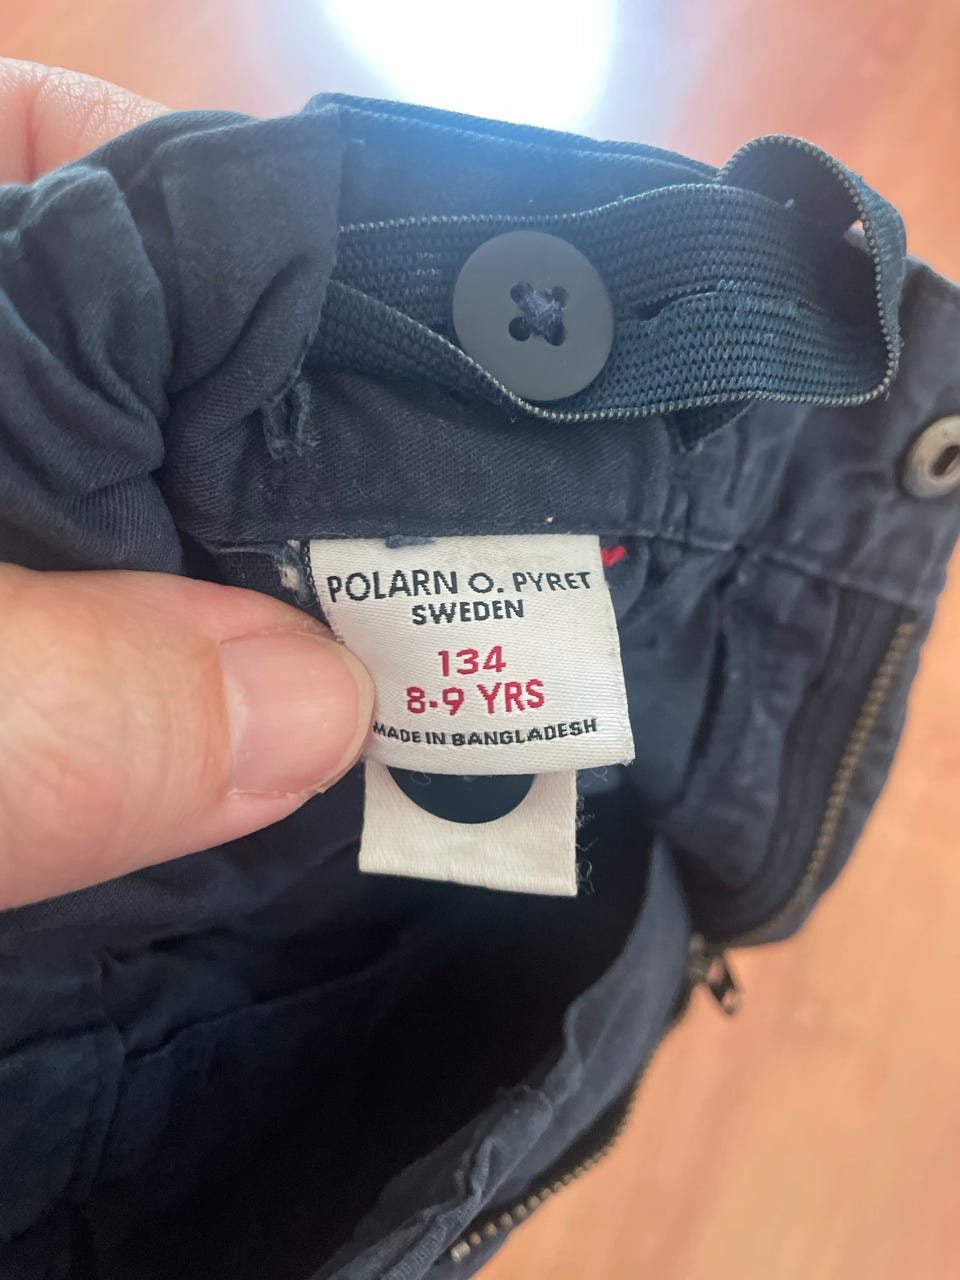 POLARN O. PYRET
SWEDEN
134
8-9 YRS
MADE IN BANGLADESH